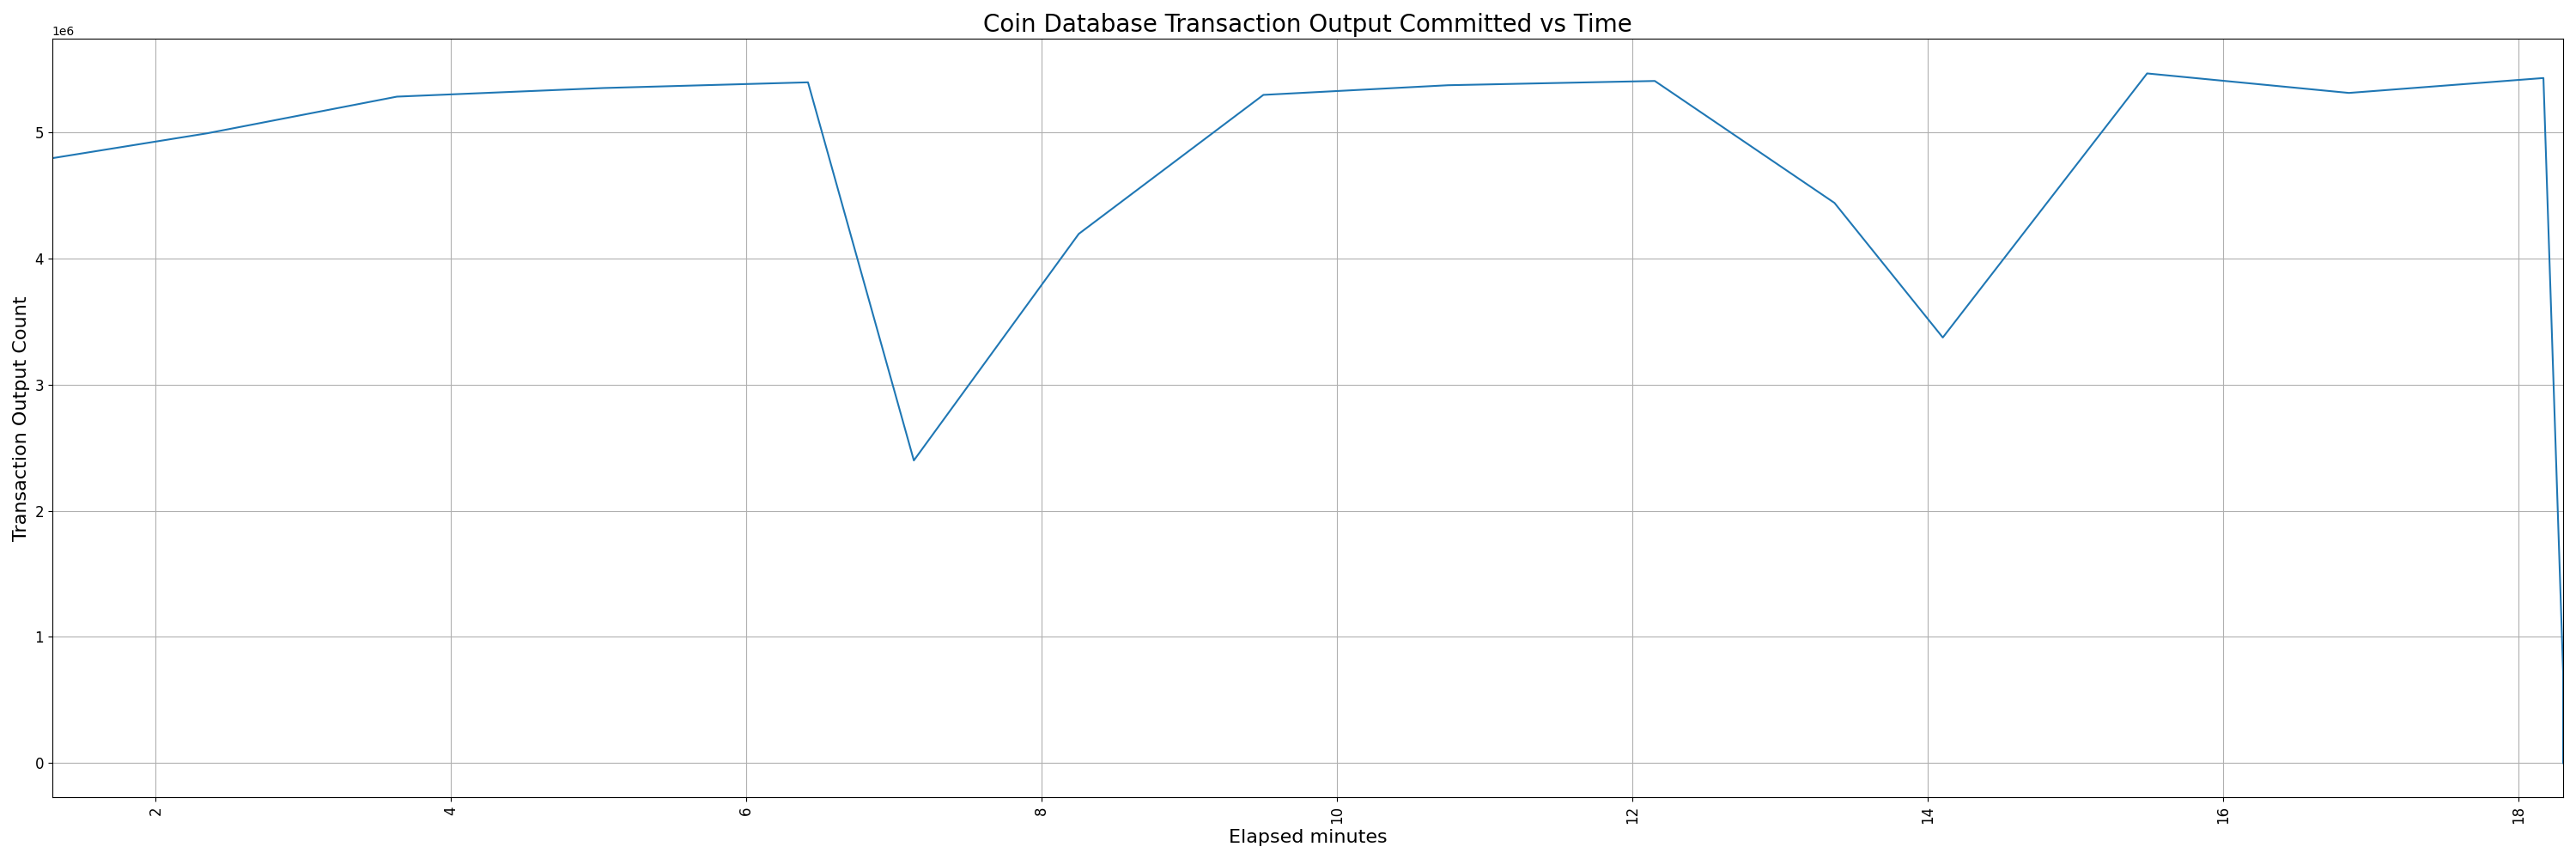 Coin Database Transaction Output Committed vs Time
1e6
5
4
3
2
1
0
Transaction Output Count
2 4 6 8 10 12 14 16 18
Elapsed minutes